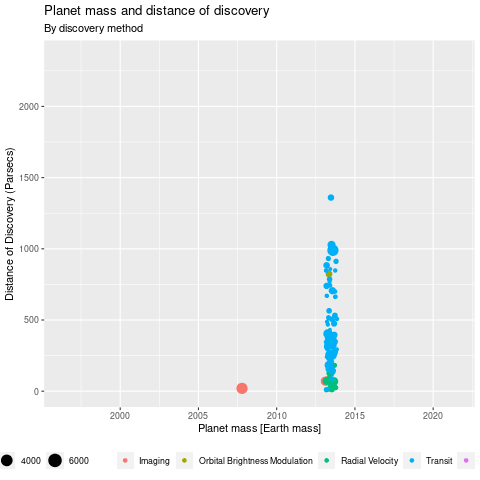 Planet mass and distance of discovery
By discovery method
Distance of Discovery (Parsecs)
2000
1500
1000
500
0
2000 2005 2010 2015 2020
Planet mass [Earth mass]
4000 6000 Imaging Orbital Brightness Modulation Radial Velocity Transit